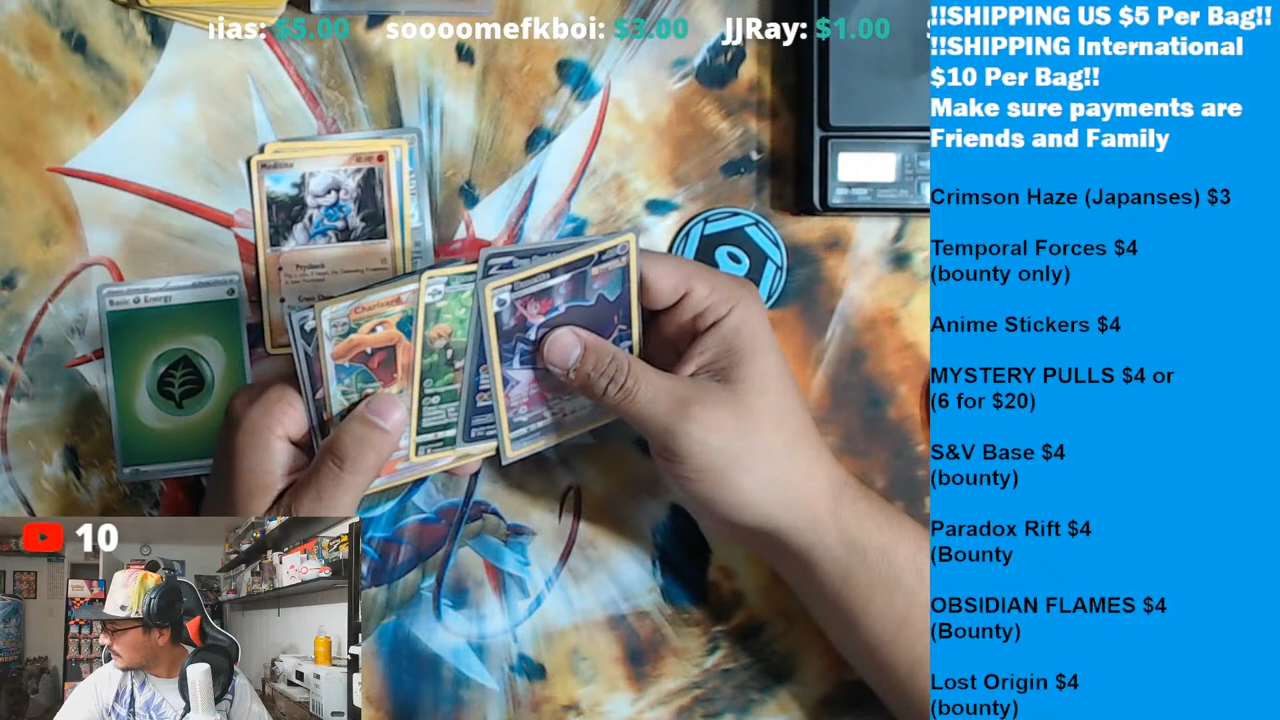 ias: $5.00 soooomefkboi: $3.00 JJRay: $1.00
!!SHIPPING US $5 Per Bag!!
!!SHIPPING International
$10 Per Bag!!
Make sure payments are
Friends and Family
Crimson Haze (Japanses) $3
Temporal Forces $4
(bounty only)
Anime Stickers $4
MYSTERY PULLS $4 or
(6 for $20)
S&V Base $4
(bounty)
Paradox Rift $4
(Bounty
OBSIDIAN FLAMES $4
(Bounty)
Lost Origin $4
(bounty)
Meditite
Psyshock
Basic Energy
Charizard
10